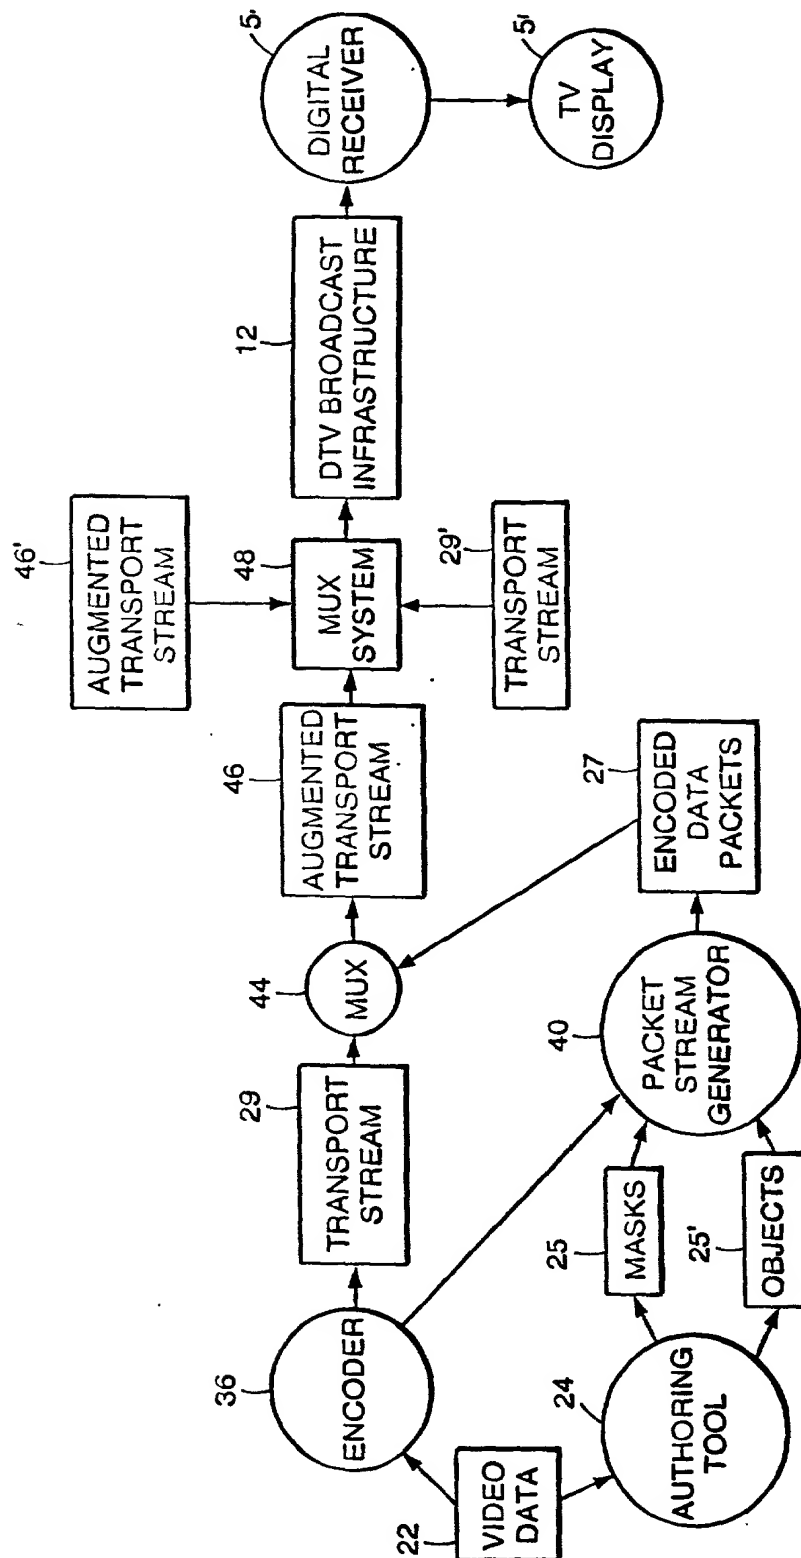 22
VIDEO
DATA
36
ENCODER
24
AUTHORING
TOOL
29
TRANSPORT
STREAM
25
MASKS
25'
OBJECTS
44
MUX
40
PACKET
STREAM
GENERATOR
46
AUGMENTED
TRANSPORT
STREAM
27
ENCODED
DATA
PACKETS
46'
AUGMENTED
TRANSPORT
STREAM
48
MUX
SYSTEM
29'
TRANSPORT
STREAM
12
DTV BROADCAST
INFRASTRUCTURE
5'
DIGITAL
RECEIVER
5'
TV
DISPLAY